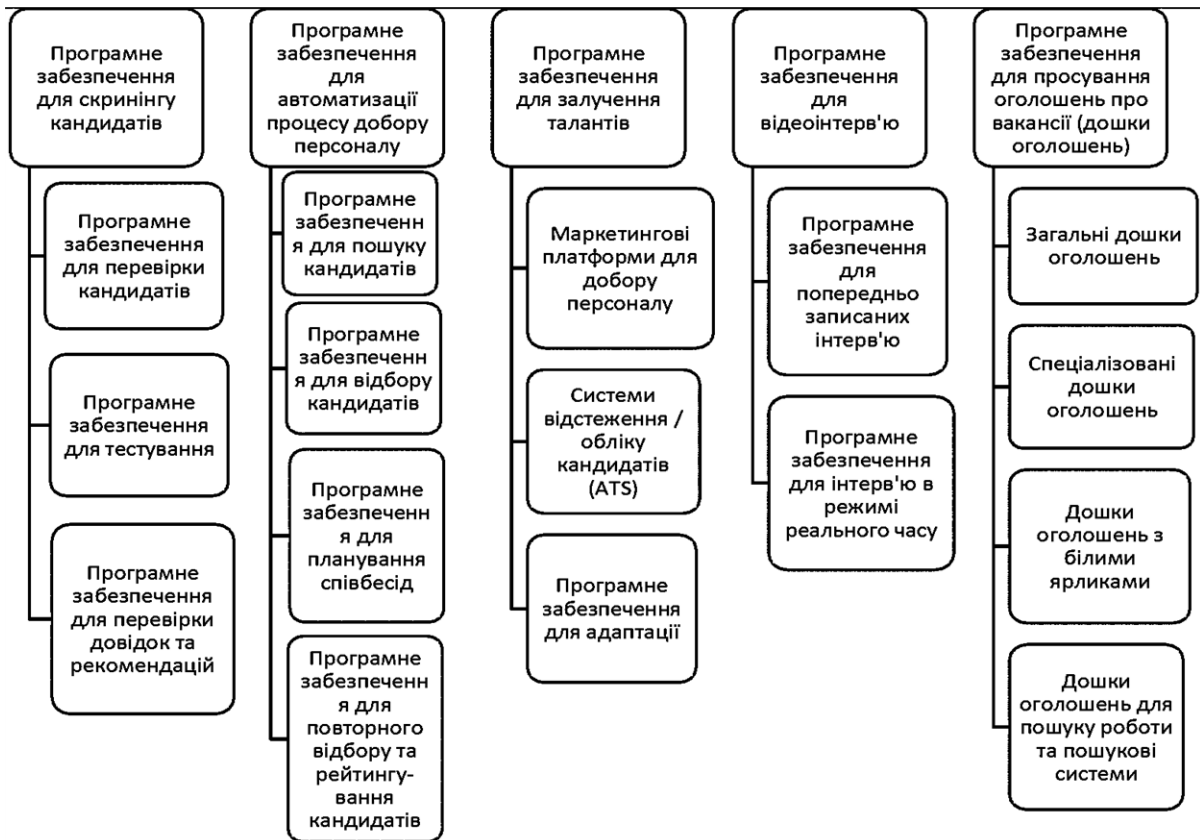 Програмне
забезпечення
для скринінгу
кандидатів
Програмне
забезпечення
для перевірки
кандидатів
Програмне
забезпечення
для тестування
Програмне
забезпечення
для перевірки
довідок та
рекомендацій
Програмне
забезпечення
для
автоматизації
процесу добору
персоналу
Програмне
забезпеченн
я для пошуку
кандидатів
Програмне
забезпеченн
я для відбору
кандидатів
Програмне
забезпеченн
я для
планування
співбесід
Програмне
забезпеченн
я для
повторного
відбору та
рейтингу-
вання
кандидатів
Програмне
забезпечення
для залучення
талантів
Маркетингові
платформи для
добору
персоналу
Системи
відстеження /
обліку
кандидатів
(ATS)
Програмне
забезпечення
для адаптації
Програмне
забезпечення
для
відеоінтерв'ю
Програмне
забезпечення
для
попередньо
записаних
інтерв'ю
Програмне
забезпечення
для інтерв'ю в
режимі
реального часу
Програмне
забезпечення
для просування
оголошень про
вакансії (дошки
оголошень)
Загальні дошки
оголошень
Спеціалізовані
дошки
оголошень
Дошки
оголошень з
білими
ярликами
Дошки
оголошень для
пошуку роботи
та пошукові
системи